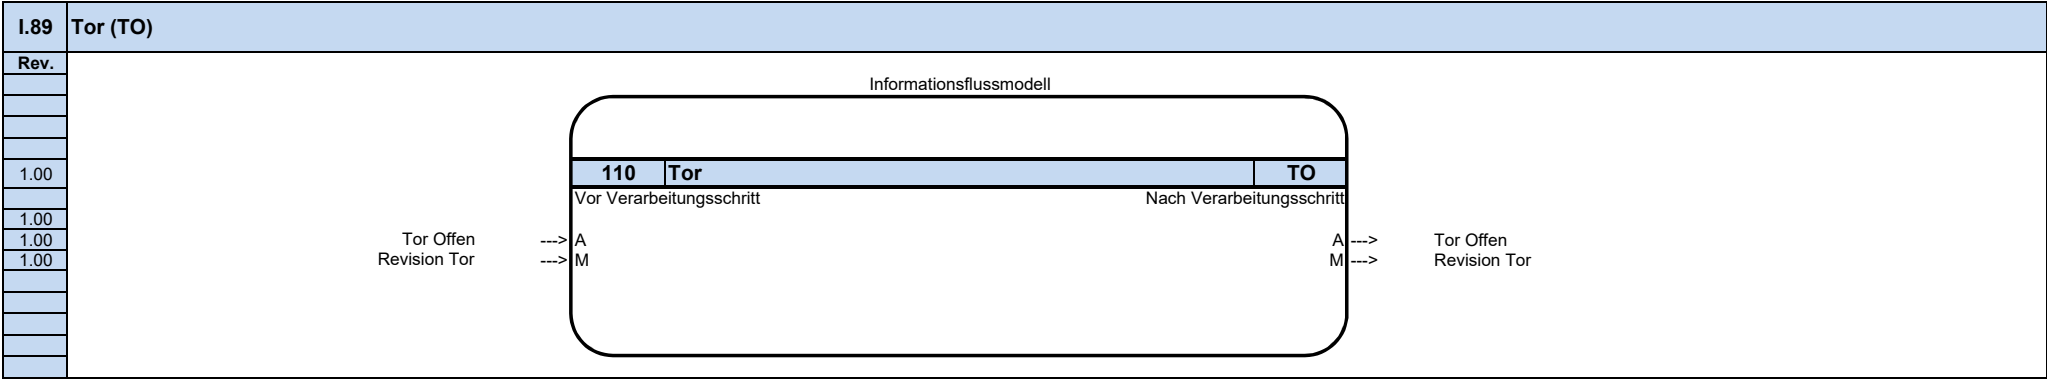 I.89 Tor (TO)
Rev.
Informationsflussmodell
1.00 110 Tor TO
Vor Verarbeitungsschritt Nach Verarbeitungsschritt
1.00
1.00 Tor Offen ---> A A ---> Tor Offen
1.00 Revision Tor ---> M M ---> Revision Tor